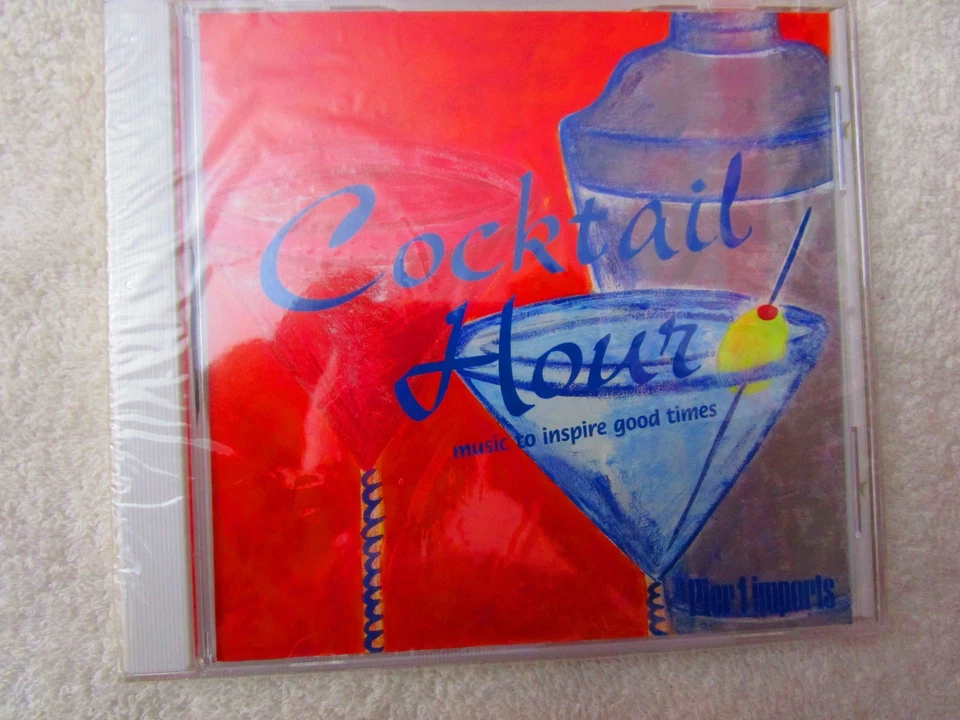 Cocktail
Hour
music to inspire good times
Pier 1 imports